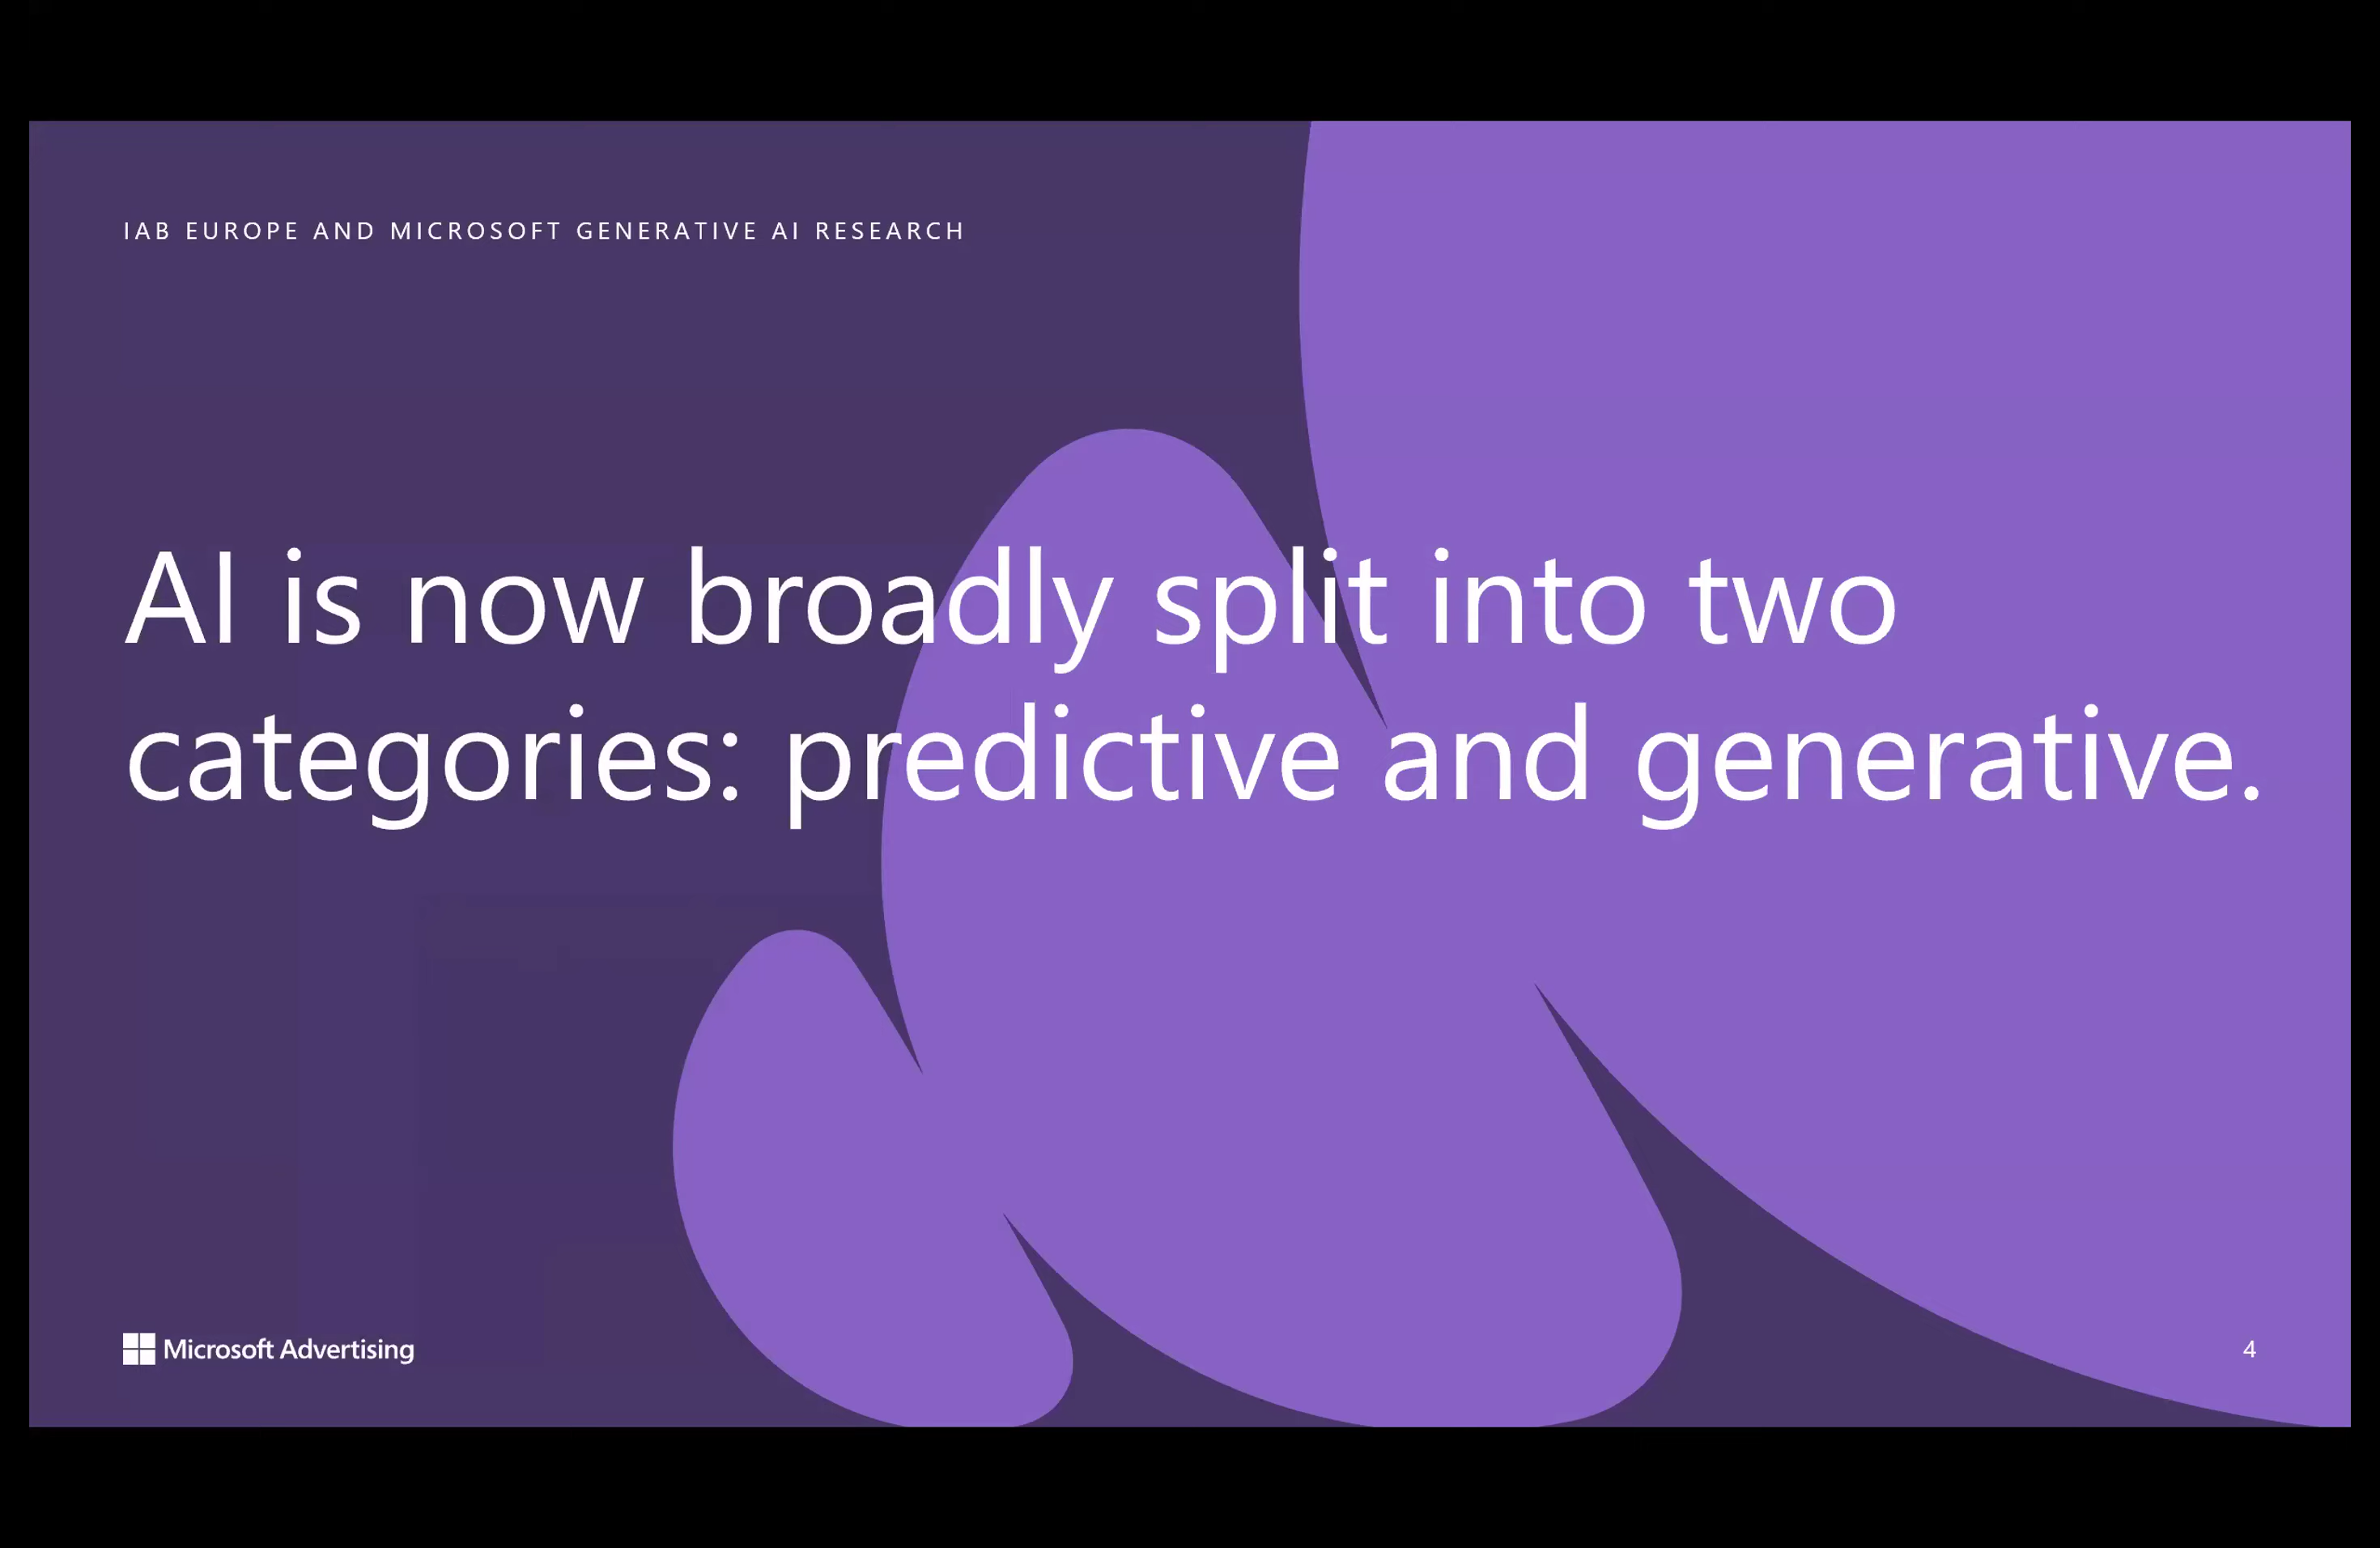 IAB EUROPE AND MICROSOFT GENERATIVE AI RESEARCH
AI is now broadly split into two
categories: predictive and generative.
Microsoft Advertising
4